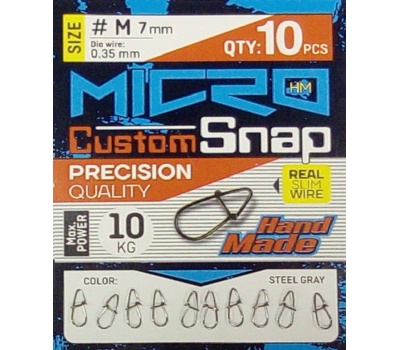 SIZE
# M 7mm
Dia wire:
0.35 mm
QTY: 10 PCS
MICRO
HM
Custom Snap
PRECISION
QUALITY
REAL
SLIM
WIRE
Max.
POWER
10
KG
Hand
Made
COLOR:
STEEL GRAY